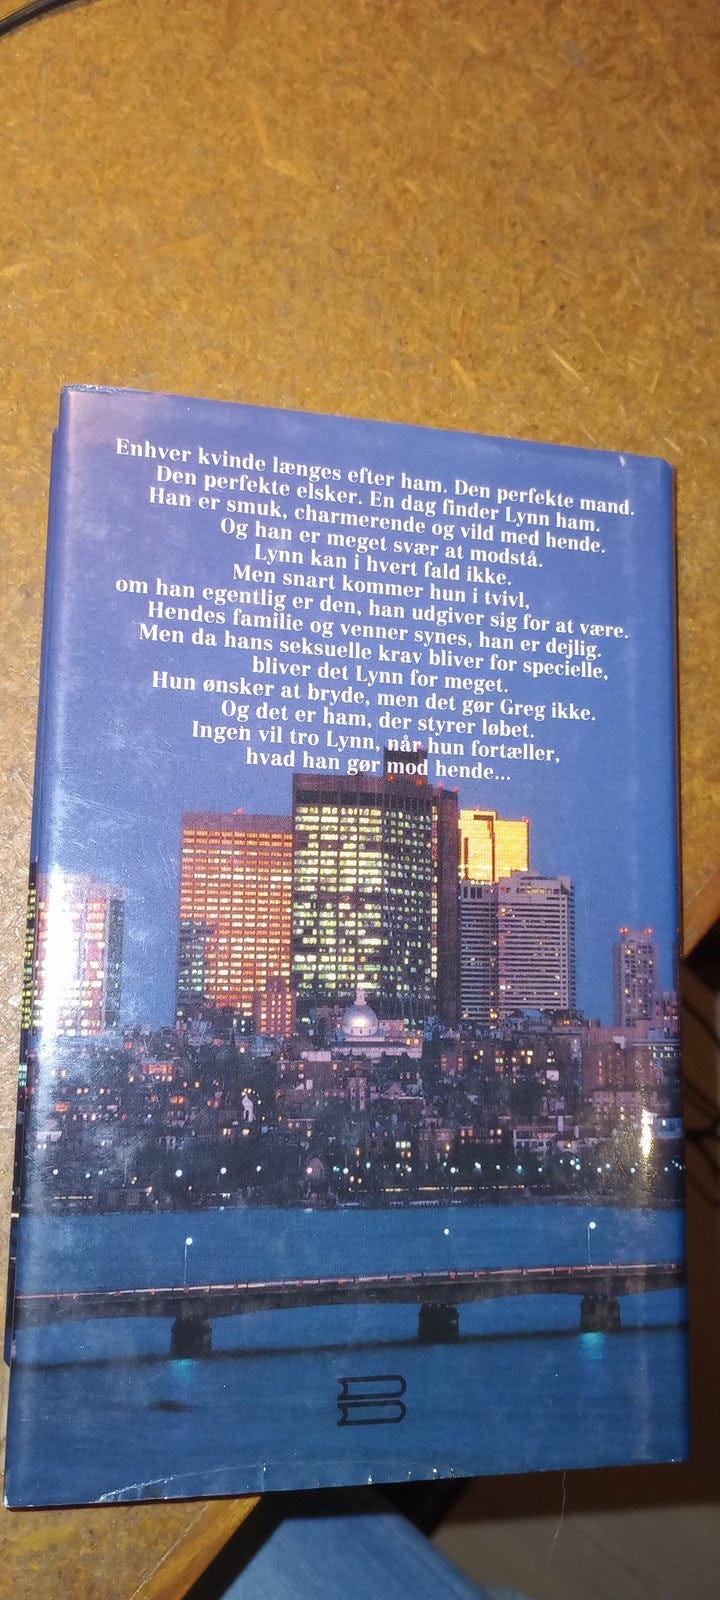 Enhver kvinde længes efter ham. Den perfekte mand.
Den perfekte elsker. En dag finder Lynn ham.
Han er smuk, charmerende og vild med hende.
Og han er meget svær at modstå.
Lynn kan i hvert fald ikke.
Men snart kommer hun i tvivl,
om han egentlig er den, han udgiver sig for at være.
Hendes familie og venner synes, han er dejlig.
Men da hans seksuelle krav bliver for specielle,
bliver det Lynn for meget.
Hun ønsker at bryde, men det gør Greg ikke.
Og det er ham, der styrer løbet.
Ingen vil tro Lynn, når hun fortæller,
hvad han gør mod hende...